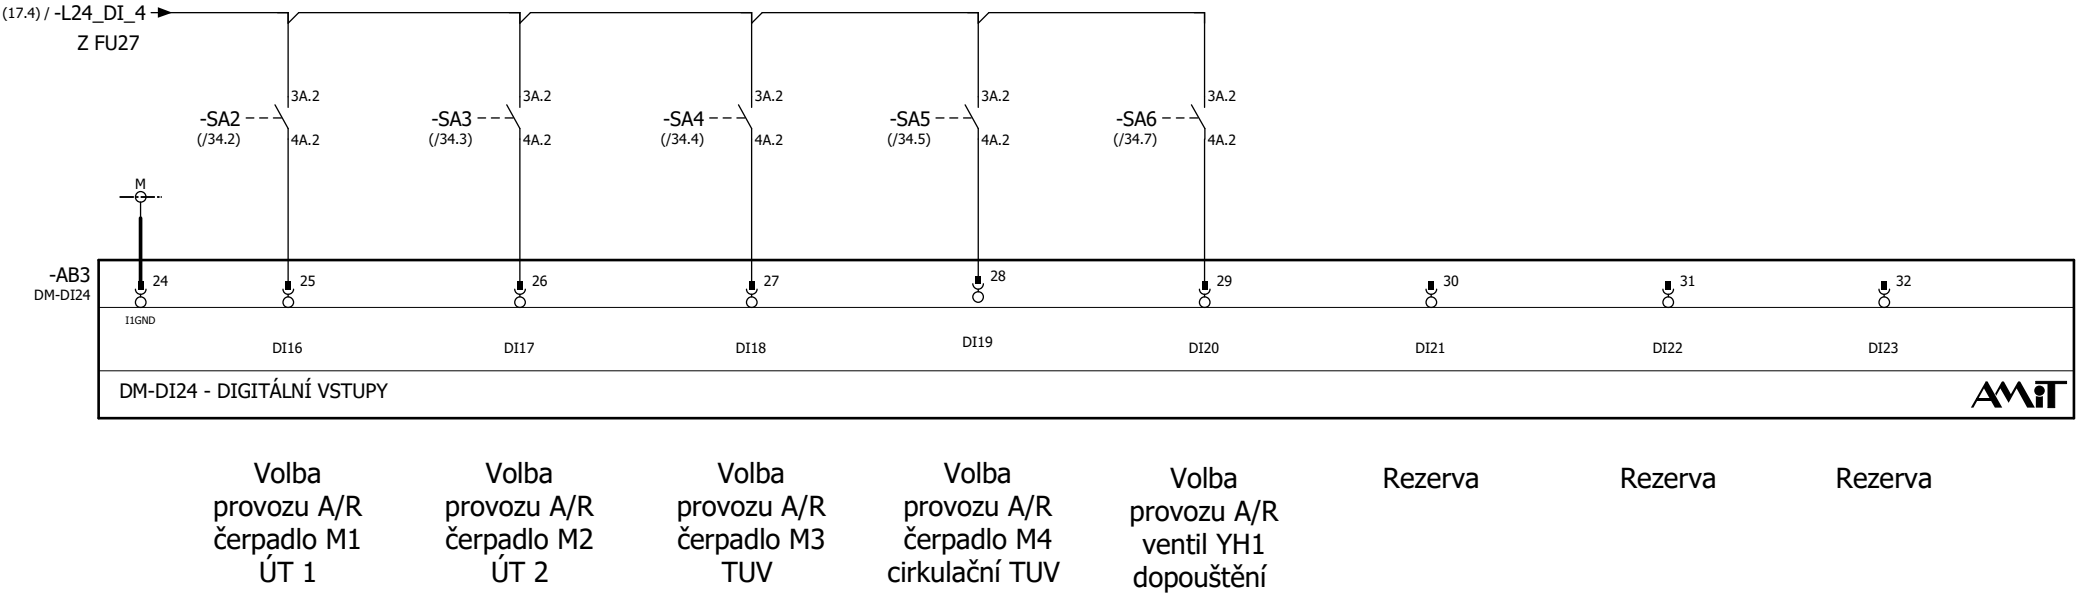 (17.4) / -L24_DI_4
Z FU27
3A.2 3A.2 3A.2 3A.2 3A.2
-SA2 -SA3 -SA4 -SA5 -SA6
(/34.2) (/34.3) (/34.4) (/34.5) (/34.7)
4A.2 4A.2 4A.2 4A.2 4A.2
M
-AB3
DM-DI24
24 25 26 27 28 29 30 31 32
I1GND
DI16 DI17 DI18 DI19 DI20 DI21 DI22 DI23
DM-DI24 - DIGITÁLNÍ VSTUPY
AMiT
Volba
provozu A/R
čerpadlo M1
ÚT 1
Volba
provozu A/R
čerpadlo M2
ÚT 2
Volba
provozu A/R
čerpadlo M3
TUV
Volba
provozu A/R
čerpadlo M4
cirkulační TUV
Volba
provozu A/R
ventil YH1
dopouštění
Rezerva
Rezerva
Rezerva